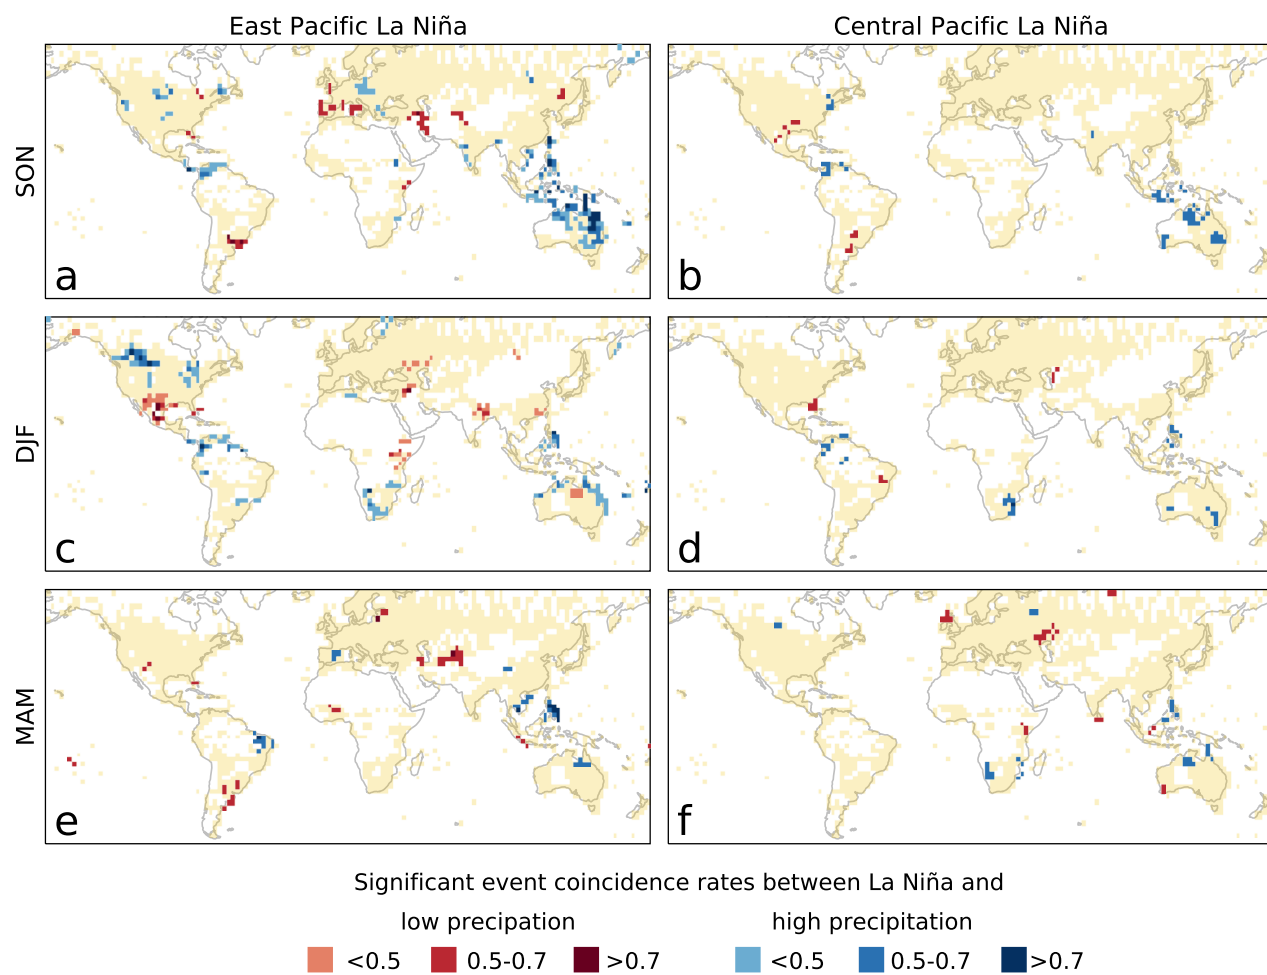 East Pacific La Niña
Central Pacific La Niña
SON
a
b
DJF
c
d
MAM
e
f
Significant event coincidence rates between La Niña and
low precipation
high precipitation
<0.5
0.5-0.7
>0.7
<0.5
0.5-0.7
>0.7